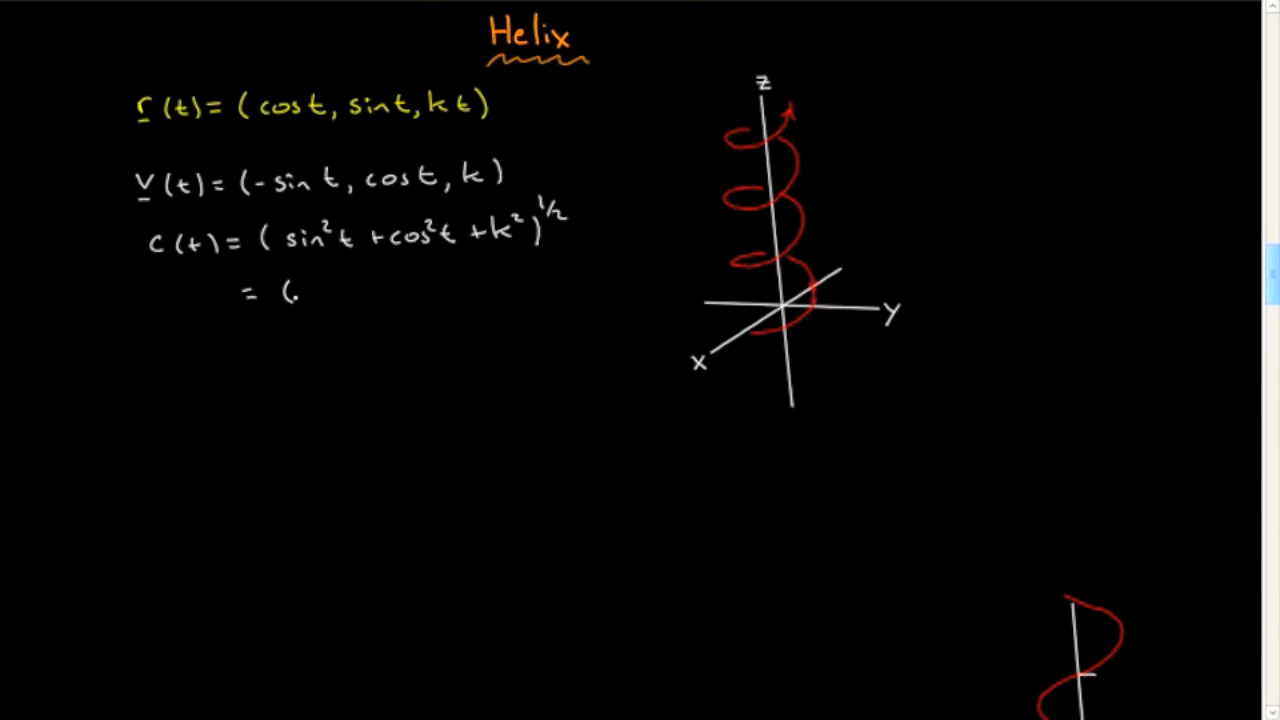 Helix
r(t) = (cos t, sin t, kt)
v(t) = (-sin t, cos t, k)
c(t) = (sin²t + cos²t + k²)^1/2
= (
z
y
x